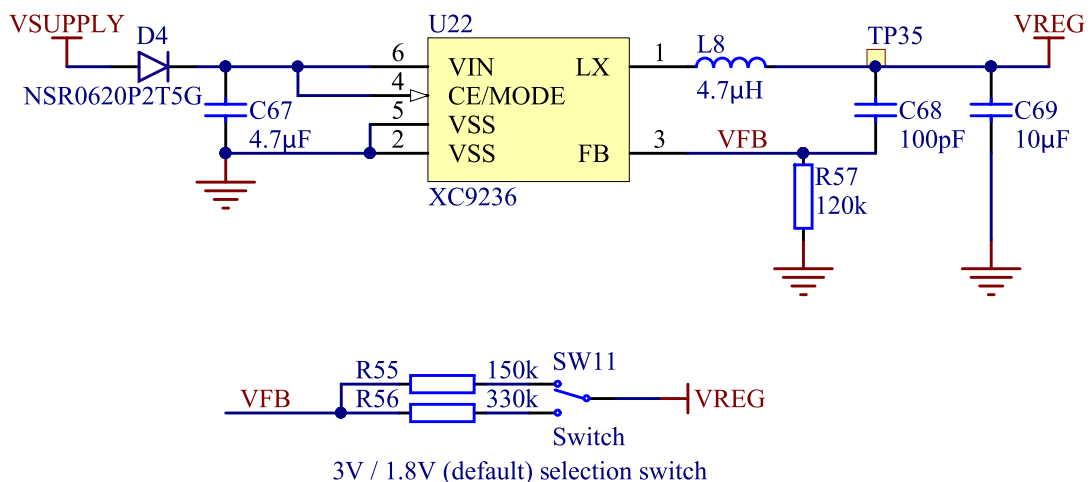 VSUPPLY
D4
NSR0620P2T5G
C67
4.7µF
U22
6 VIN LX 1
4 CE/MODE
5 VSS
2 VSS FB 3
XC9236
L8
4.7µH
TP35
VREG
VFB
C68
100pF
C69
10µF
R57
120k
VFB
R55 150k
R56 330k
SW11
Switch
VREG
3V / 1.8V (default) selection switch